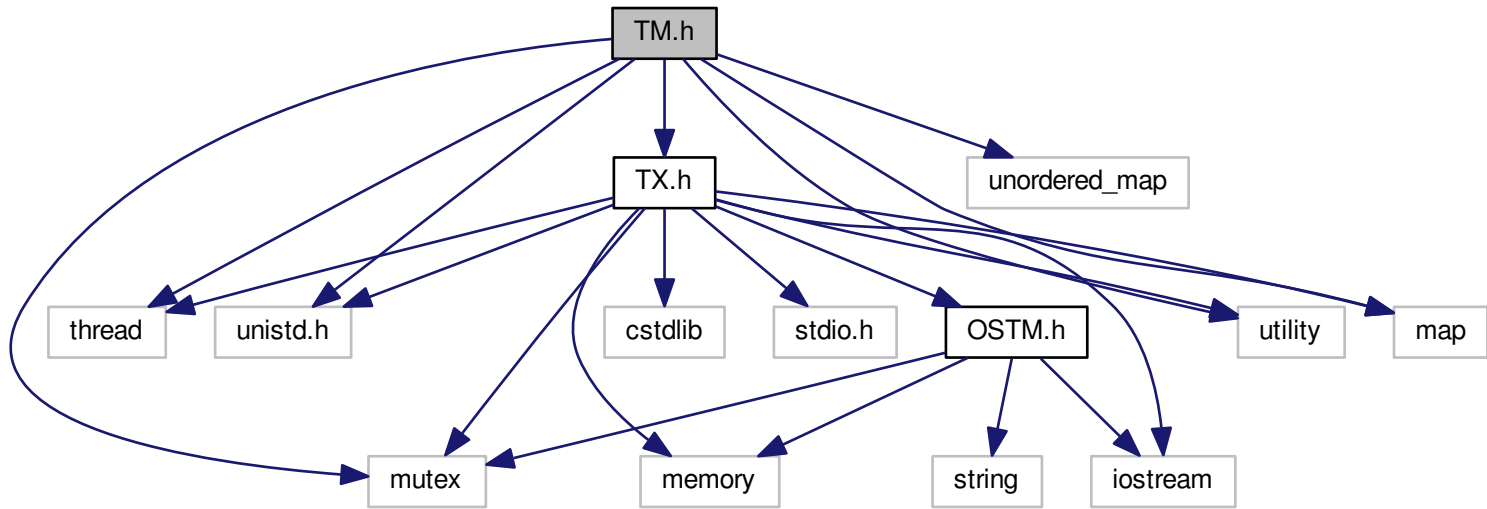 TM.h
TX.h
unordered_map
thread
unistd.h
cstdlib
stdio.h
OSTM.h
utility
map
mutex
memory
string
iostream